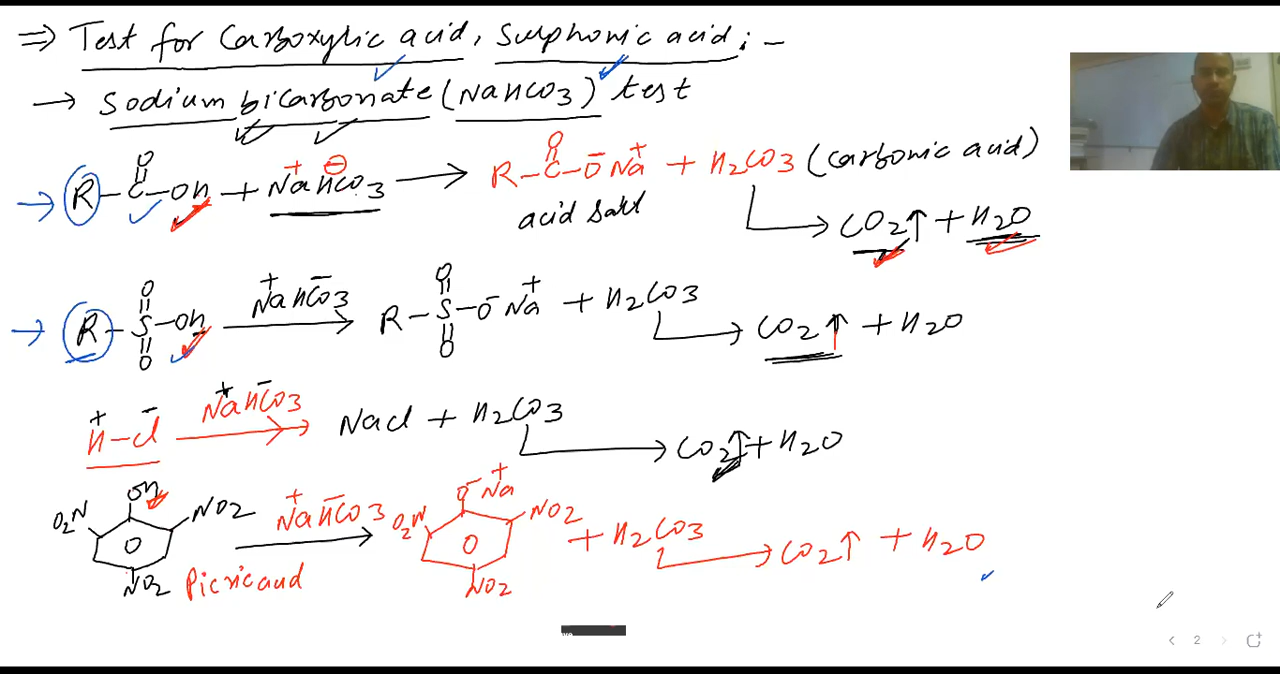 ⇒ Test for Carboxylic acid, Sulphonic acid; –
→ Sodium bicarbonate (NaHCO3) test
→ R–C(=O)–OH + Na⁺HCO3⊖ → R–C(=O)–O⁻Na⁺ + H2CO3 (Carbonic acid)
acid salt
CO2↑ + H2O
→ R–S(=O)(=O)–OH Na⁺HCO3⁻ → R–S(=O)(=O)–O⁻Na⁺ + H2CO3
CO2↑ + H2O
H⁺–Cl⁻ Na⁺HCO3⁻ → NaCl + H2CO3
CO2↑ + H2O
OH O2N NO2 NO2 Na⁺HCO3⁻ → O⁻Na⁺ O2N NO2 NO2 + H2CO3 → CO2↑ + H2O
Picric acid
2